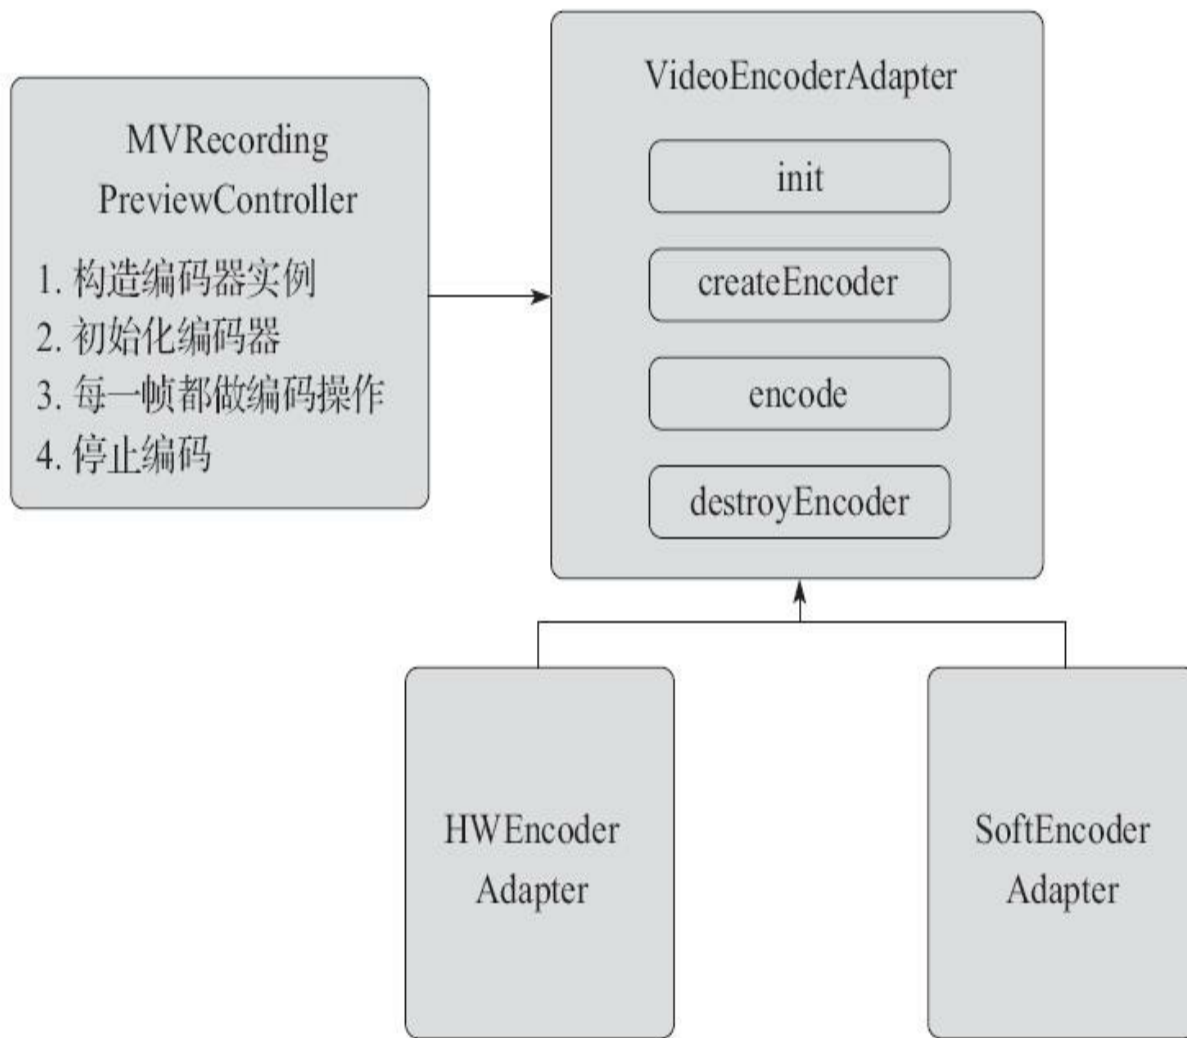 MVRecording
PreviewController
1. 构造编码器实例
2. 初始化编码器
3. 每一帧都做编码操作
4. 停止编码
VideoEncoderAdapter
init
createEncoder
encode
destroyEncoder
HWEncoder
Adapter
SoftEncoder
Adapter